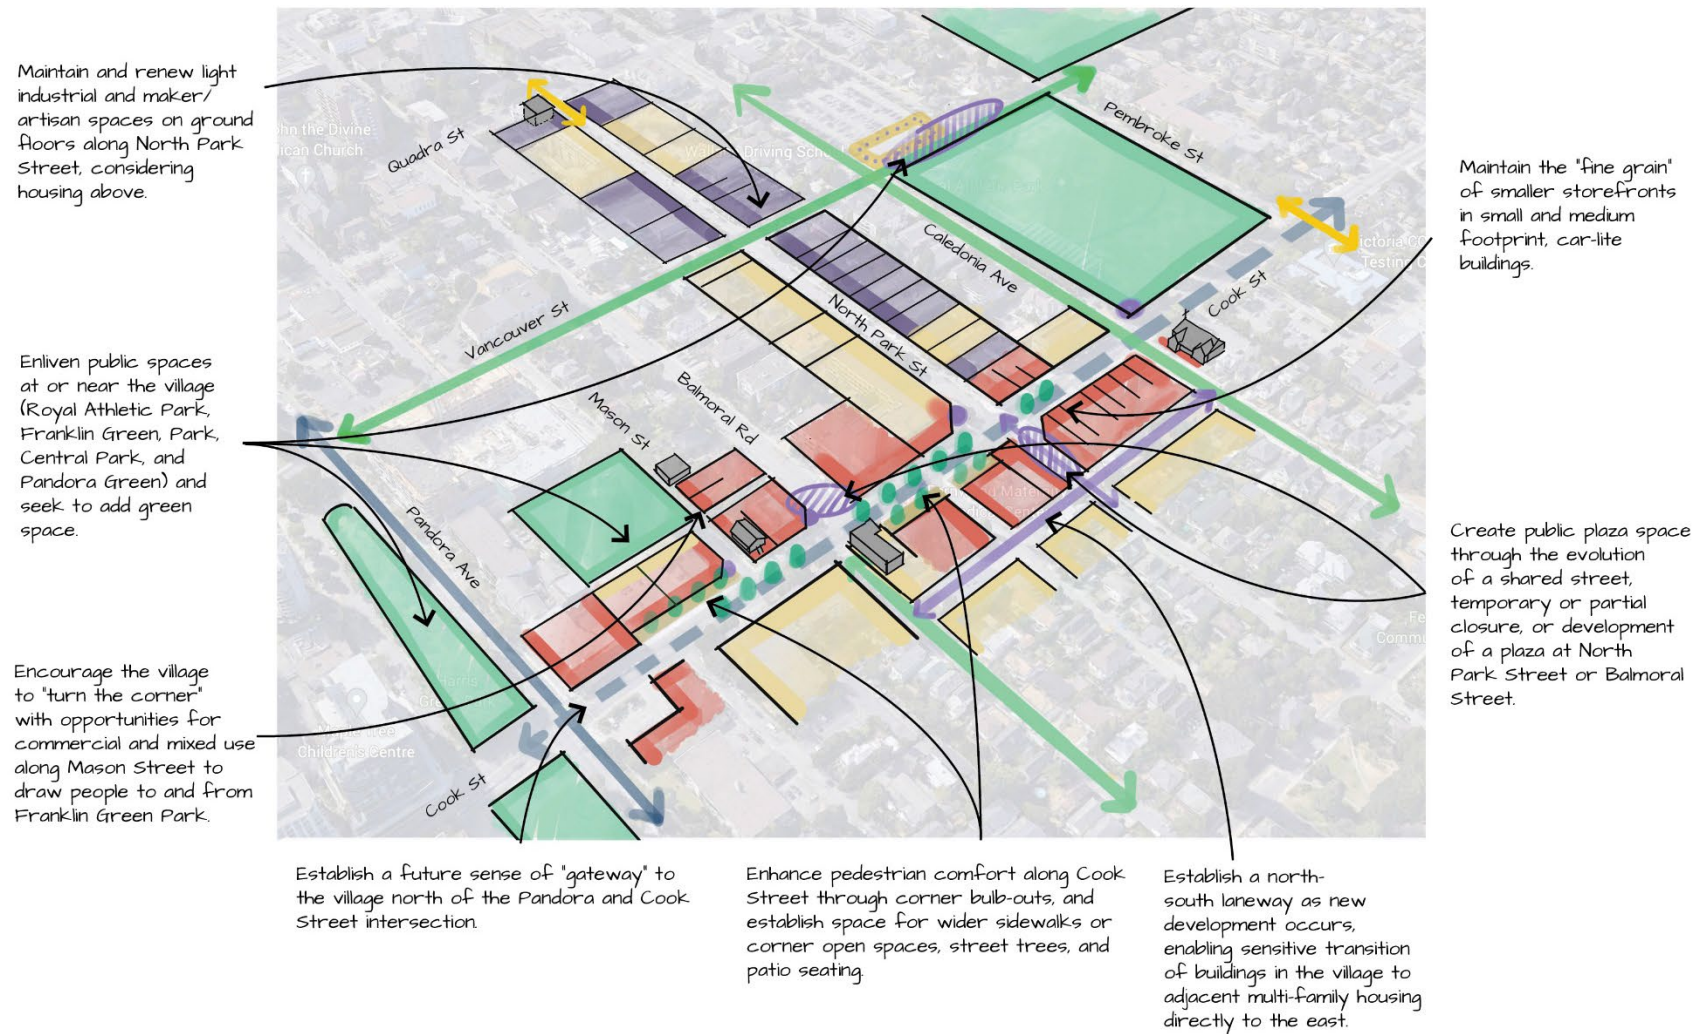 Maintain and renew light
industrial and maker/
artisan spaces on ground
floors along North Park
Street, considering
housing above.
Enliven public spaces
at or near the village
(Royal Athletic Park,
Franklin Green, Park,
Central Park, and
Pandora Green) and
seek to add green
space.
Encourage the village
to "turn the corner"
with opportunities for
commercial and mixed use
along Mason Street to
draw people to and from
Franklin Green Park.
Quadra St
Vancouver St
Pembroke St
Caledonia Ave
Cook St
North Park St
Balmoral Rd
Mason St
Pandora Ave
Cook St
hn the Divine
ican Church
Driving
Testing
Children's Centre
Maintain the "fine grain"
of smaller storefronts
in small and medium
footprint, car-lite
buildings.
Create public plaza space
through the evolution
of a shared street,
temporary or partial
closure, or development
of a plaza at North
Park Street or Balmoral
Street.
Establish a future sense of "gateway" to
the village north of the Pandora and Cook
Street intersection.
Enhance pedestrian comfort along Cook
Street through corner bulb-outs, and
establish space for wider sidewalks or
corner open spaces, street trees, and
patio seating.
Establish a north-
south laneway as new
development occurs,
enabling sensitive transition
of buildings in the village to
adjacent multi-family housing
directly to the east.